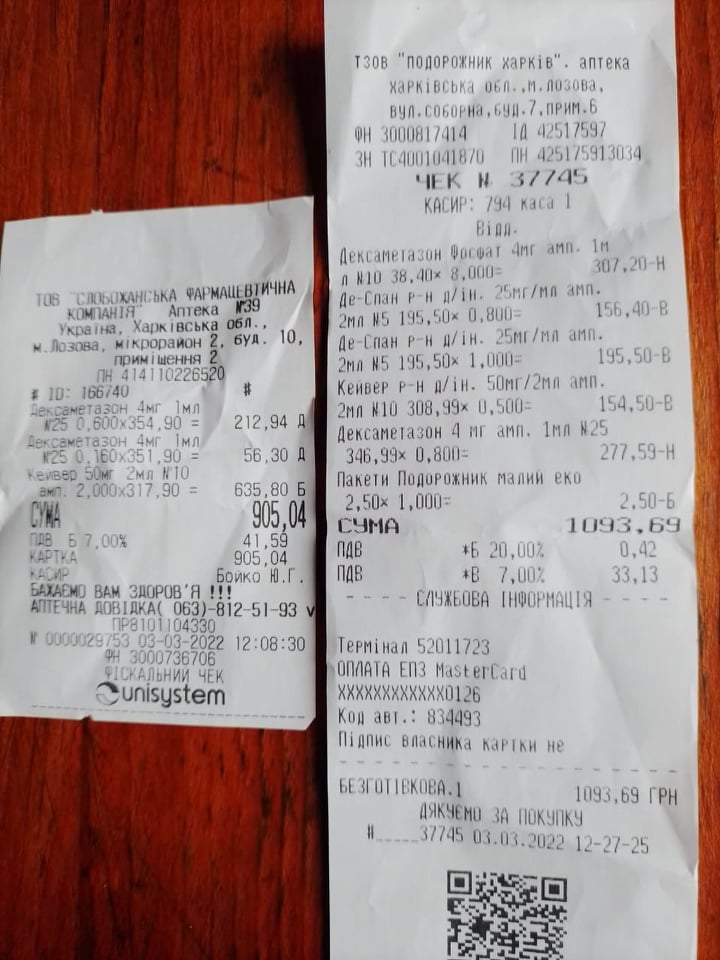 ТОВ "СЛОБОЖАНСЬКА ФАРМАЦЕВТИЧНА
КОМПАНІЯ" Аптека №39
Україна, Харківська обл.,
м.Лозова, мікрорайон 2, буд. 10,
приміщення 2
ПН 414110226520
# ID: 166740 #
Дексаметазон 4мг 1мл
№25 0,600x354,90 = 212,94 Д
Дексаметазон 4мг 1мл
№25 0,160x351,90 = 56,30 Д
Кейвер 50мг 2мл №10
амп. 2,000x317,90 = 635,80 Б
СУМА 905,04
ПДВ Б 7,00% 41,59
КАРТКА 905,04
КАСИР Бойко Ю.Г.
БАЖАЄМО ВАМ ЗДОРОВ'Я !!!
АПТЕЧНА ДОВІДКА( 063)-812-51-93 v
ПР8101104330
№ 0000029753 03-03-2022 12:08:30
ФН 3000736706
ФІСКАЛЬНИЙ ЧЕК
unisystem
ТЗОВ "ПОДОРОЖНИК ХАРКІВ". аптека
ХАРКІВСЬКА ОБЛ.,М.ЛОЗОВА,
ВУЛ.СОБОРНА,БУД.7,ПРИМ.6
ФН 3000817414 ІД 42517597
ЗН ТС4001041870 ПН 425175913034
ЧЕК № 37745
КАСИР: 794 каса 1
Відд.
Дексаметазон Фосфат 4мг амп. 1м
л N10 38,40x 8,000= 307,20-Н
Де-Спан р-н д/ін. 25мг/мл амп.
2мл N5 195,50x 0,800= 156,40-В
Де-Спан р-н д/ін. 25мг/мл амп.
2мл N5 195,50x 1,000= 195,50-В
Кейвер р-н д/ін. 50мг/2мл амп.
2мл N10 308,99x 0,500= 154,50-В
Дексаметазон 4 мг амп. 1мл N25
346,99x 0,800= 277,59-Н
Пакети Подорожник малий еко
2,50x 1,000= 2,50-Б
СУМА 1093,69
ПДВ *Б 20,00% 0,42
ПДВ *В 7,00% 33,13
- - - - СЛУЖБОВА ІНФОРМАЦІЯ - - - -
Термінал 52011723
ОПЛАТА ЕПЗ MasterCard
XXXXXXXXXXXX0126
Код авт.: 834493
Підпис власника картки не
БЕЗГОТІВКОВА.1 1093,69 ГРН
ДЯКУЄМО ЗА ПОКУПКУ
#_____37745 03.03.2022 12-27-25